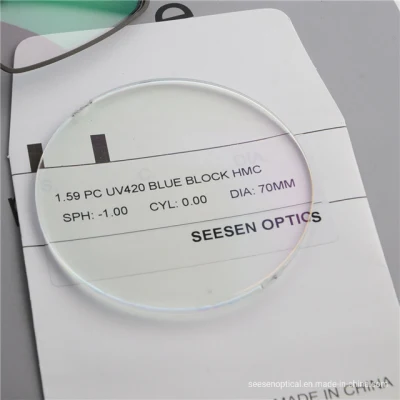 1.59 PC UV420 BLUE BLOCK HMC
SPH: -1.00 CYL: 0.00 DIA: 70MM
SEESEN OPTICS
seesenoptical.en.made-in-china.com
MADE IN CHINA